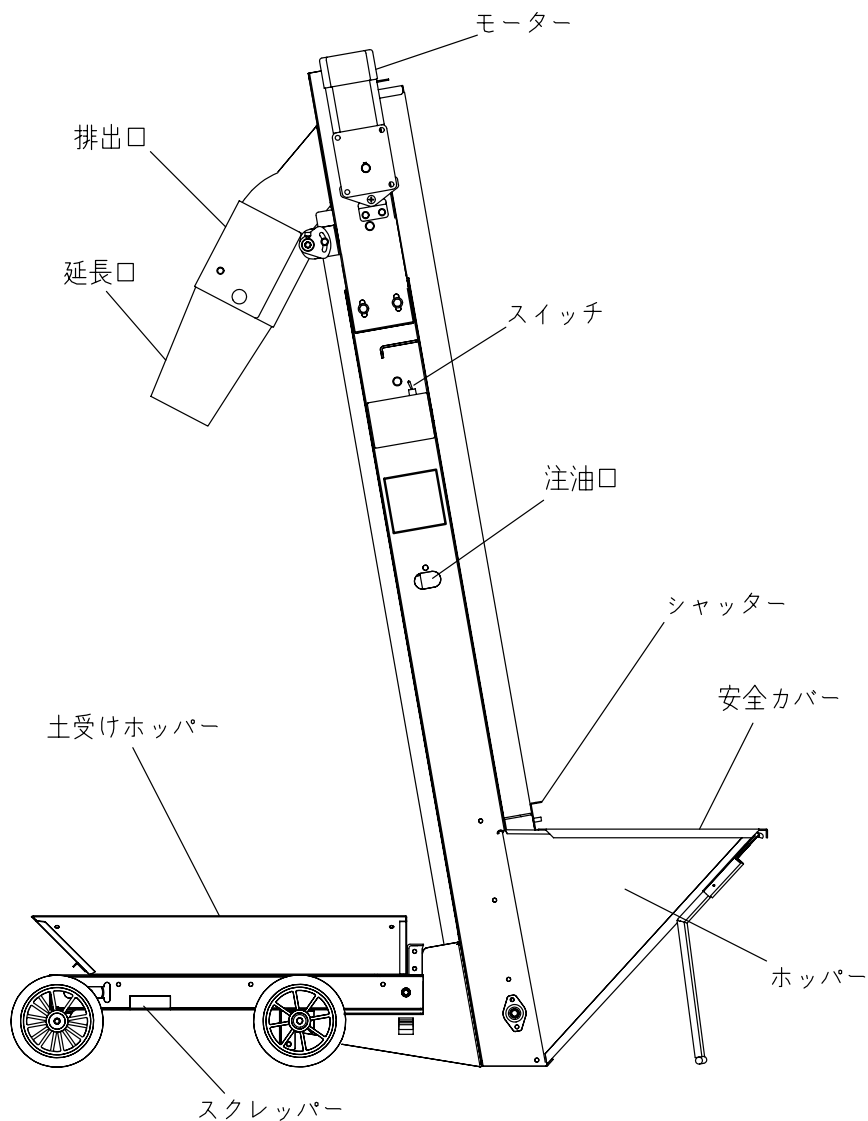 モーター
排出口
延長口
スイッチ
注油口
シャッター
安全カバー
土受けホッパー
ホッパー
スクレッパー